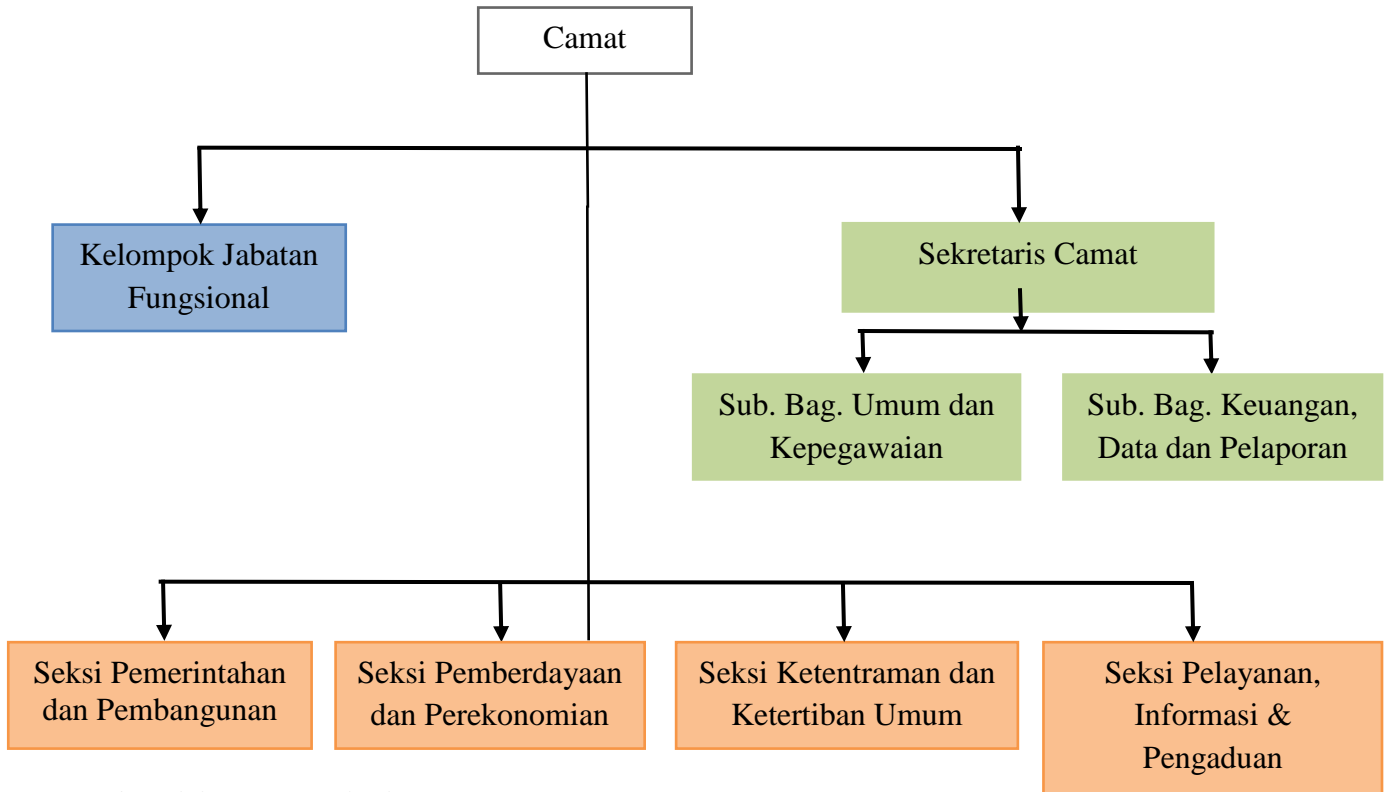 Camat
Kelompok Jabatan
Fungsional
Sekretaris Camat
Sub. Bag. Umum dan
Kepegawaian
Sub. Bag. Keuangan,
Data dan Pelaporan
Seksi Pemerintahan
dan Pembangunan
Seksi Pemberdayaan
dan Perekonomian
Seksi Ketentraman dan
Ketertiban Umum
Seksi Pelayanan,
Informasi &
Pengaduan